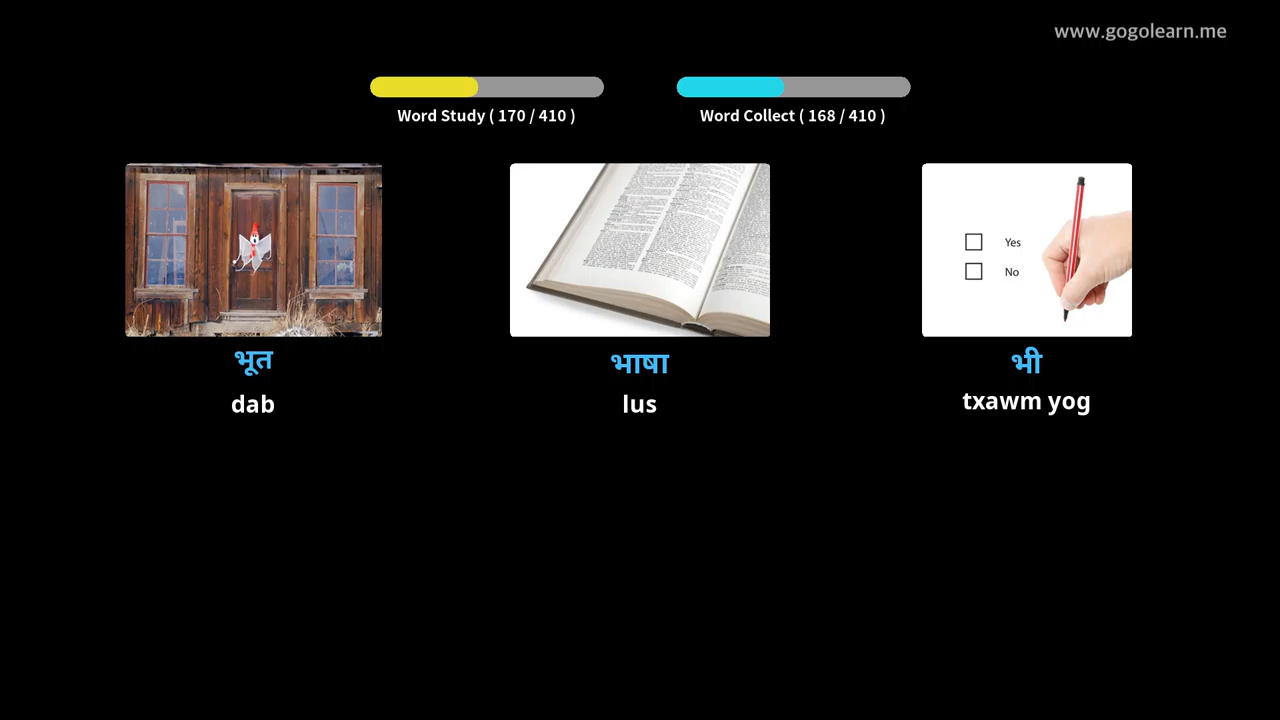 www.gogolearn.me
Word Study ( 170 / 410 )
Word Collect ( 168 / 410 )
Yes
No
भूत
भाषा
भी
dab
lus
txawm yog